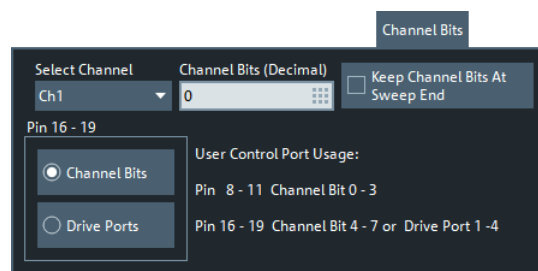 Channel Bits
Select Channel
Channel Bits (Decimal)
Ch1
0
Keep Channel Bits At
Sweep End
Pin 16 - 19
Channel Bits
Drive Ports
User Control Port Usage:
Pin 8 - 11 Channel Bit 0 - 3
Pin 16 - 19 Channel Bit 4 - 7 or Drive Port 1 -4